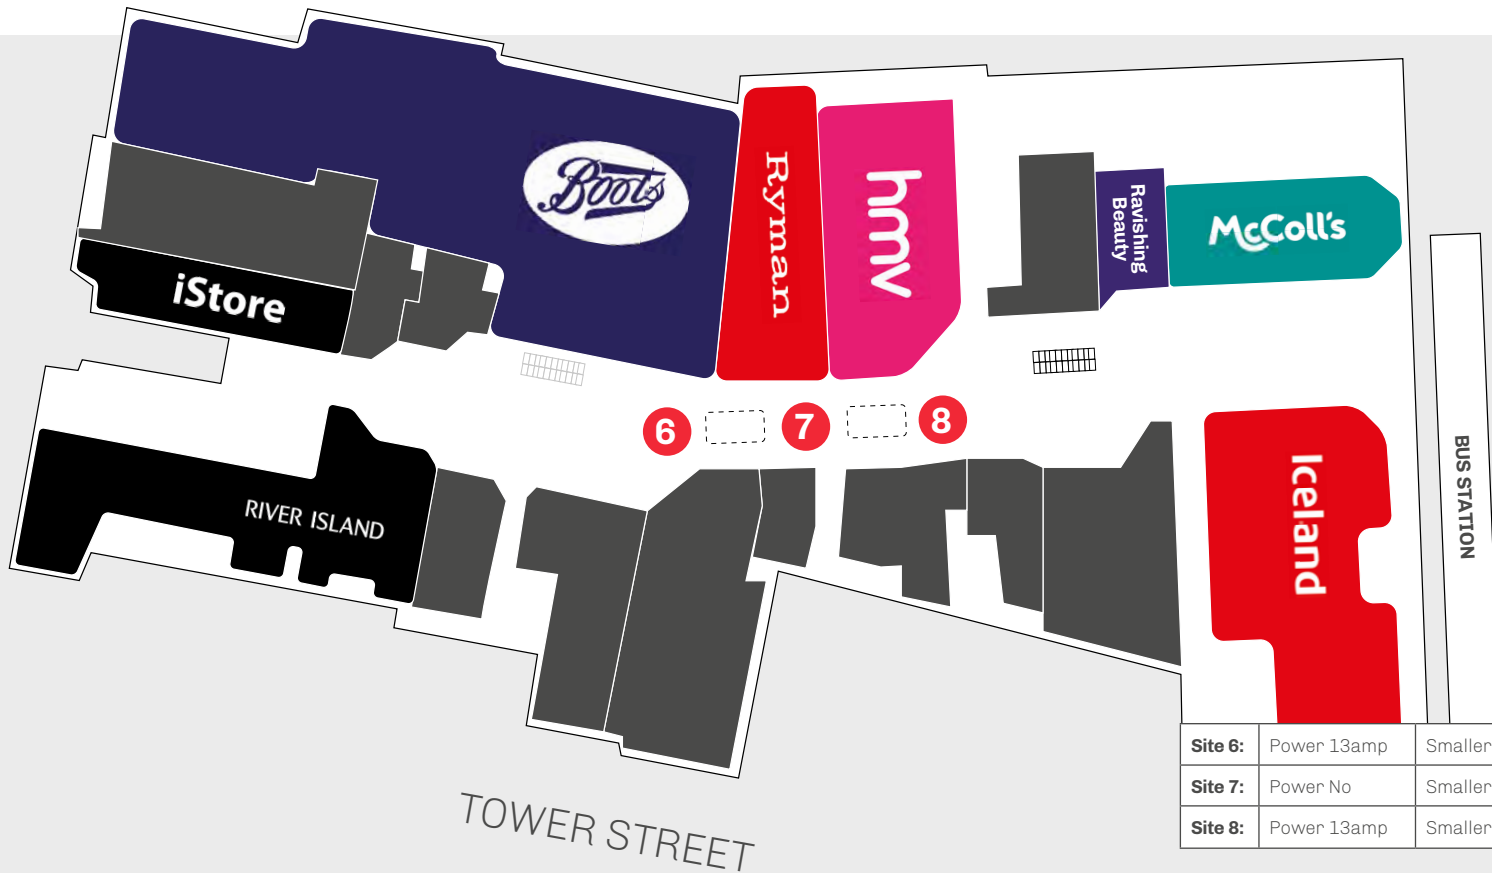 Boots
Ryman
hmv
Ravishing
Beauty
McColl's
iStore
6
7
8
RIVER ISLAND
Iceland
BUS STATION
Site 6: Power 13amp Smaller
Site 7: Power No Smaller
Site 8: Power 13amp Smaller
TOWER STREET